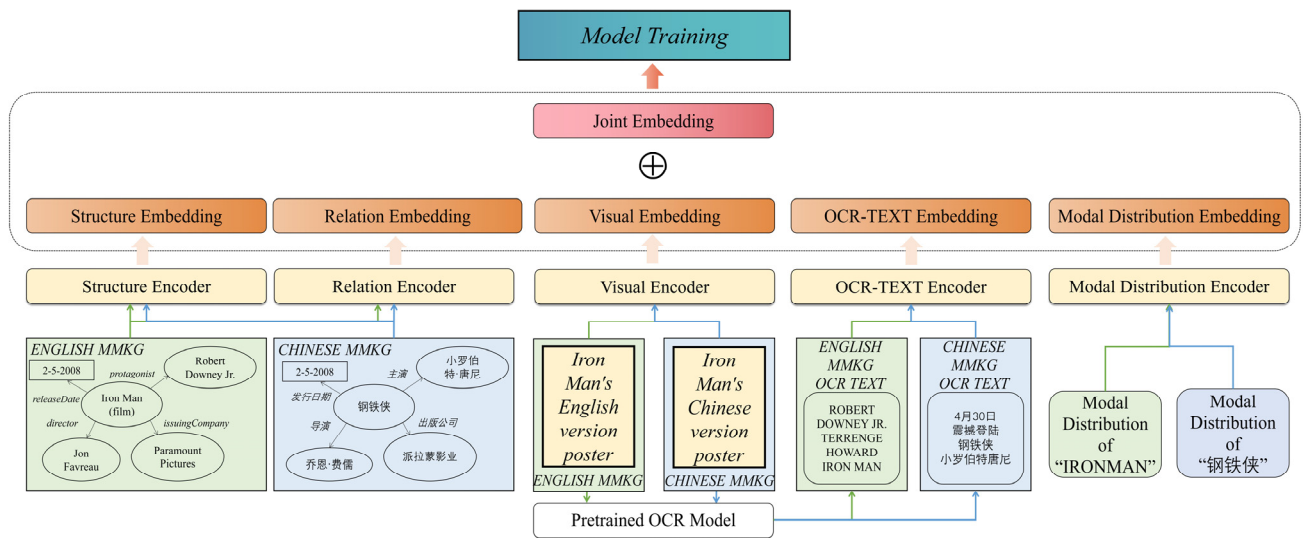 Model Training
Joint Embedding
Structure Embedding
Relation Embedding
Visual Embedding
OCR-TEXT Embedding
Modal Distribution Embedding
Structure Encoder
Relation Encoder
Visual Encoder
OCR-TEXT Encoder
Modal Distribution Encoder
ENGLISH MMKG
2-5-2008
Robert
Downey Jr.
protagonist
releaseDate
Iron Man
(film)
director
issuingCompany
Jon
Favreau
Paramount
Pictures
CHINESE MMKG
2-5-2008
小罗伯
特·唐尼
主演
发行日期
钢铁侠
导演
出版公司
乔恩·费儒
派拉蒙影业
Iron
Man's
English
version
poster
ENGLISH MMKG
Iron
Man's
Chinese
version
poster
CHINESE MMKG
Pretrained OCR Model
ENGLISH
MMKG
OCR TEXT
ROBERT
DOWNEY JR.
TERRENGE
HOWARD
IRON MAN
CHINESE
MMKG
OCR TEXT
4月30日
震撼登陆
钢铁侠
小罗伯特唐尼
Modal
Distribution
of
“IRONMAN”
Modal
Distribution
of
“钢铁侠”